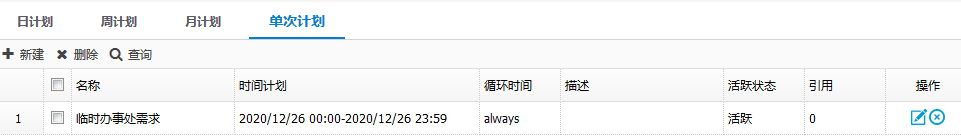 日计划 周计划 月计划 单次计划
新建 删除 查询
名称 时间计划 循环时间 描述 活跃状态 引用 操作
1 临时办事处需求 2020/12/26 00:00-2020/12/26 23:59 always 活跃 0